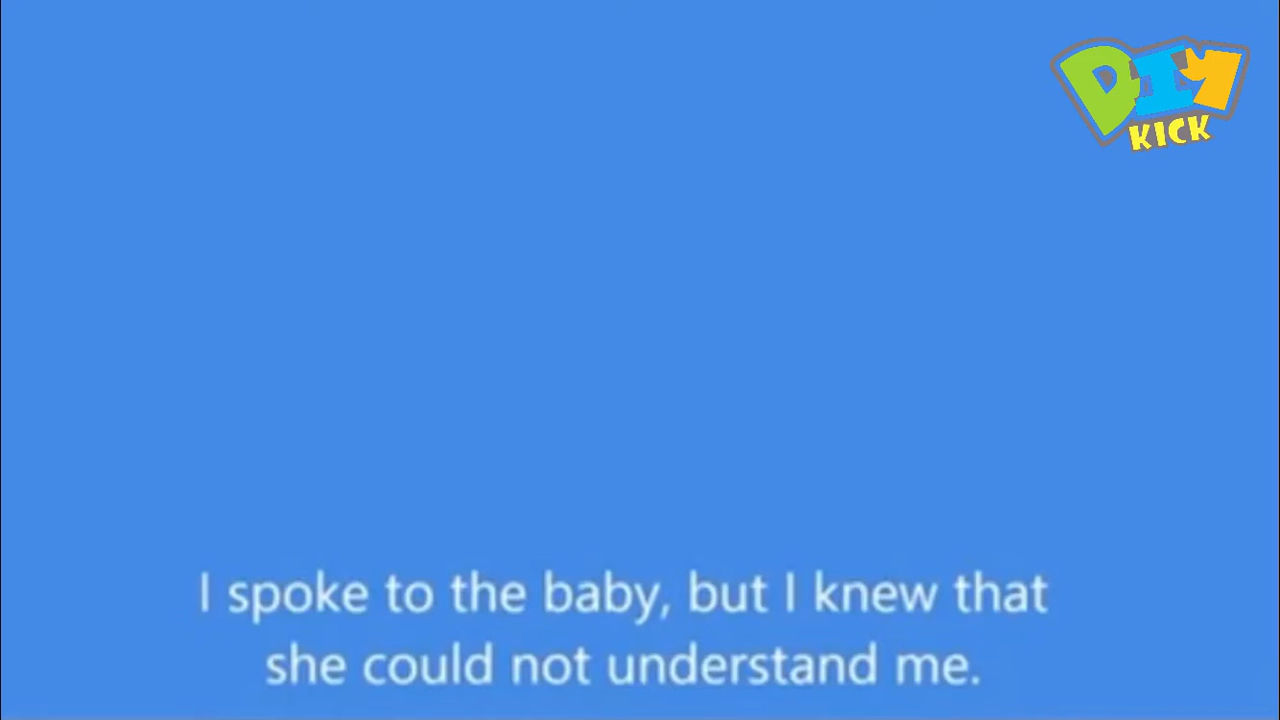 DIY
KICK
I spoke to the baby, but I knew that
she could not understand me.